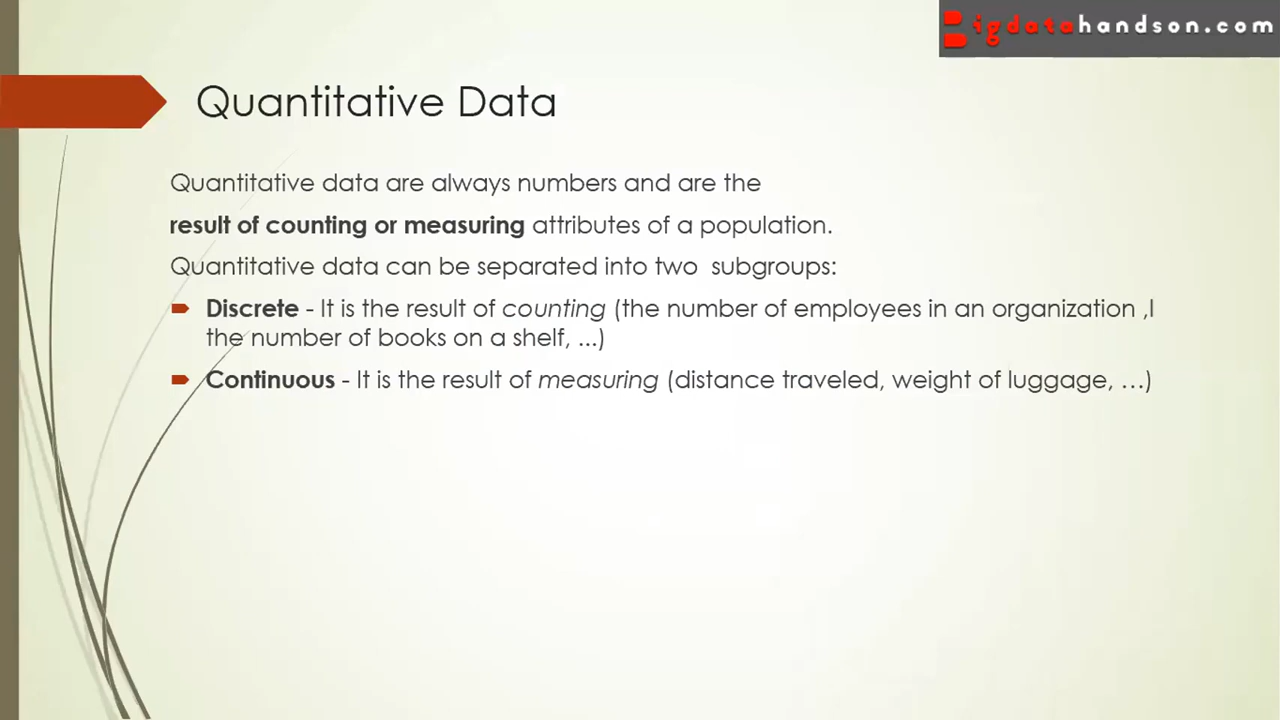 Bigdatahandson.com
Quantitative Data
Quantitative data are always numbers and are the
result of counting or measuring attributes of a population.
Quantitative data can be separated into two  subgroups:
Discrete - It is the result of counting (the number of employees in an organization ,l
the number of books on a shelf, ...)
Continuous - It is the result of measuring (distance traveled, weight of luggage, …)